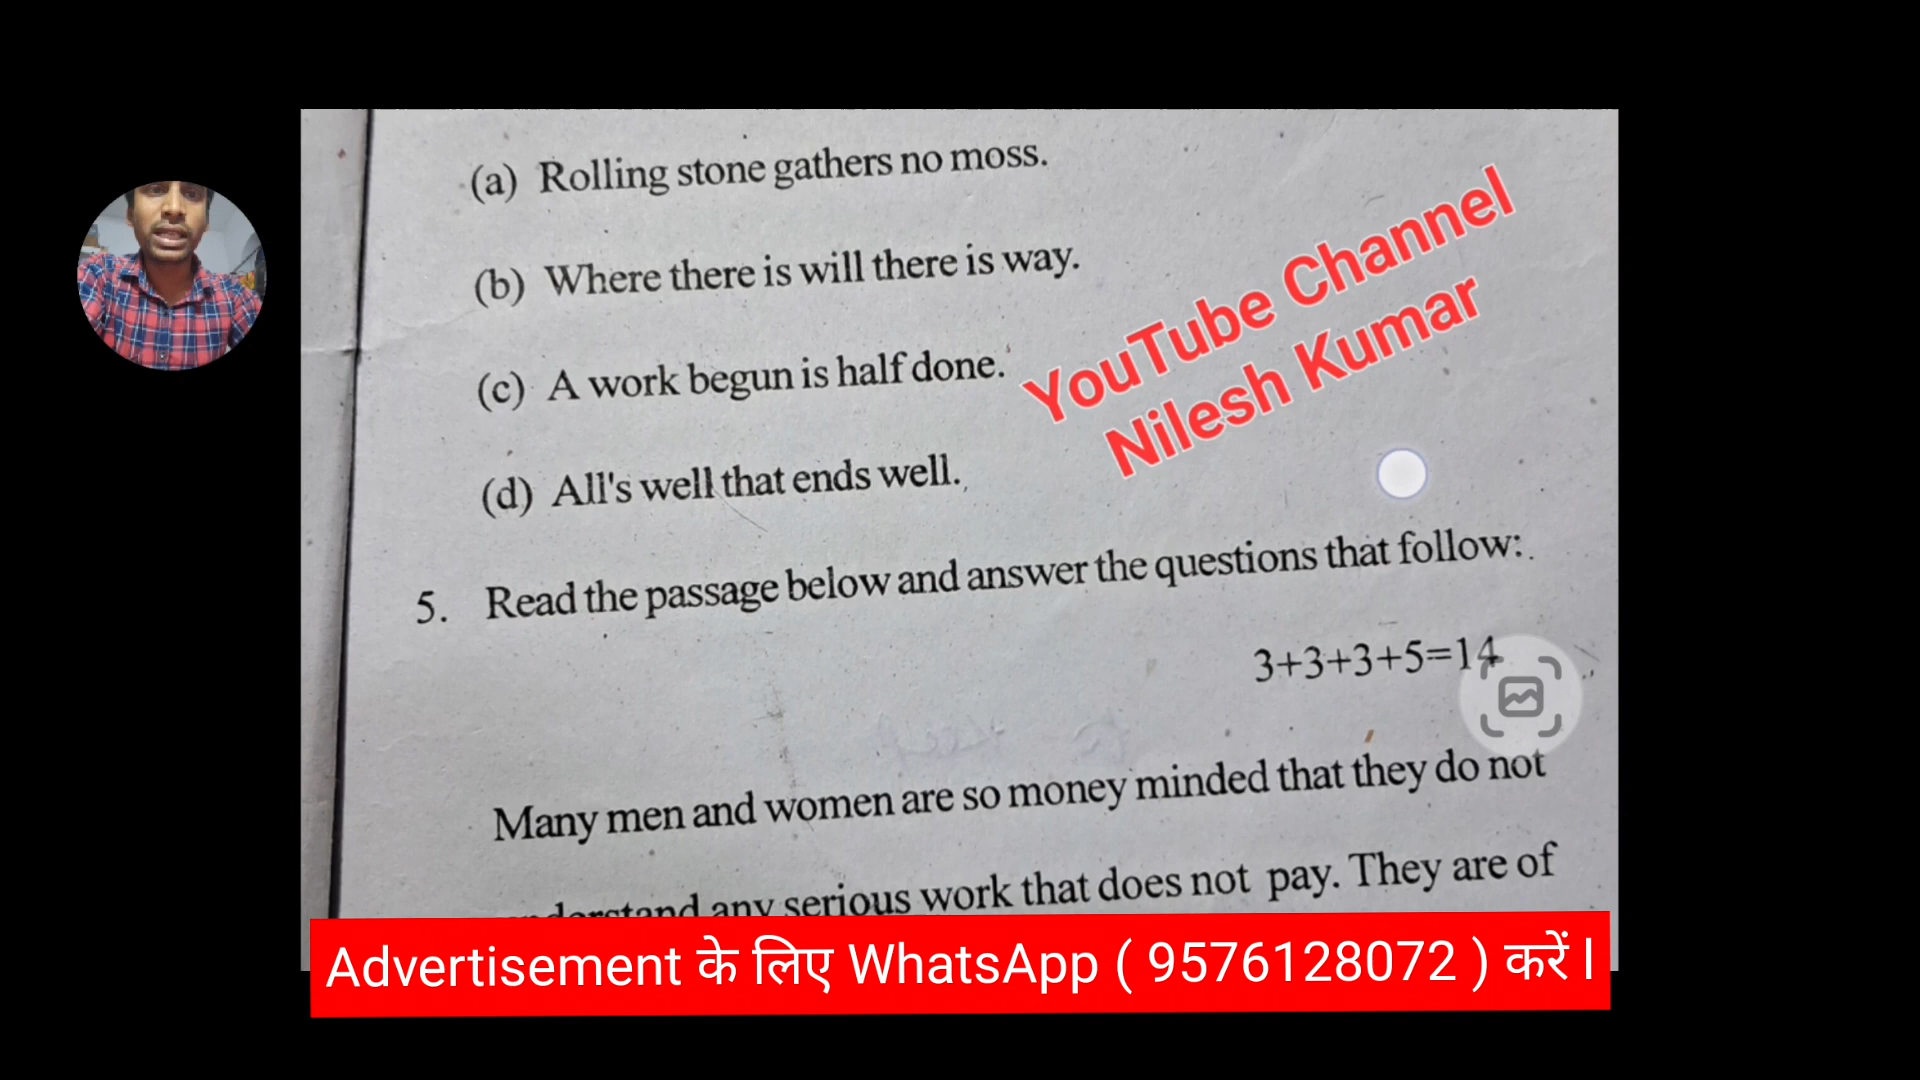 (a) Rolling stone gathers no moss.
(b) Where there is will there is way.
(c) A work begun is half done.
(d) All's well that ends well.
YouTube Channel
Nilesh Kumar
5. Read the passage below and answer the questions that follow:
3+3+3+5=14
Many men and women are so money minded that they do not
any serious work that does not pay. They are of
Advertisement के लिए WhatsApp ( 9576128072 ) करें l